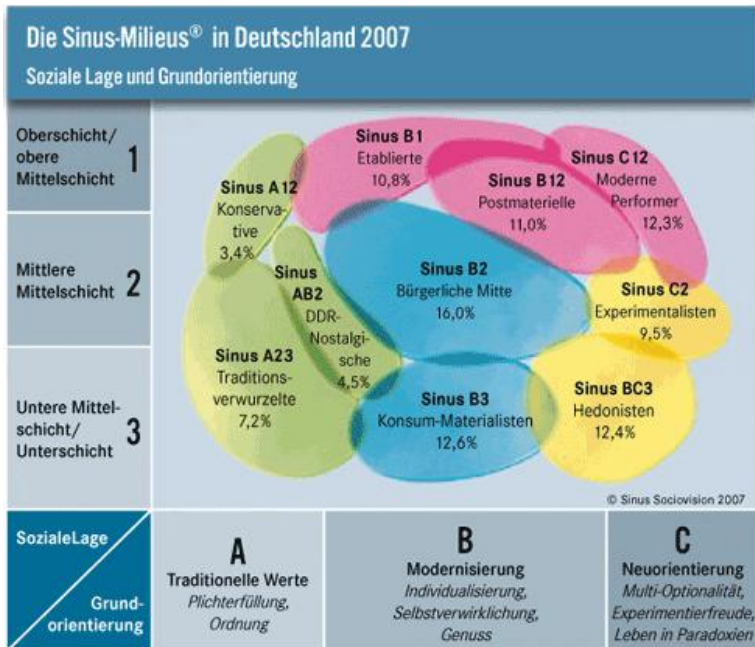 Die Sinus-Milieus® in Deutschland 2007
Soziale Lage und Grundorientierung
Oberschicht/
obere
Mittelschicht
1
Mittlere
Mittelschicht
2
Untere Mittel-
schicht/
Unterschicht
3
Sinus B1
Etablierte
10,8%
Sinus C12
Moderne
Performer
12,3%
Sinus B12
Postmaterielle
11,0%
Sinus A12
Konserva-
tive
3,4%
Sinus
AB2
DDR-
Nostalgi-
sche
4,5%
Sinus B2
Bürgerliche Mitte
16,0%
Sinus C2
Experimentalisten
9,5%
Sinus A23
Traditions-
verwurzelte
7,2%
Sinus B3
Konsum-Materialisten
12,6%
Sinus BC3
Hedonisten
12,4%
© Sinus Sociovision 2007
SozialeLage
Grund-
orientierung
A
Traditionelle Werte
Plichterfüllung,
Ordnung
B
Modernisierung
Individualisierung,
Selbstverwirklichung,
Genuss
C
Neuorientierung
Multi-Optionalität,
Experimentierfreude,
Leben in Paradoxien